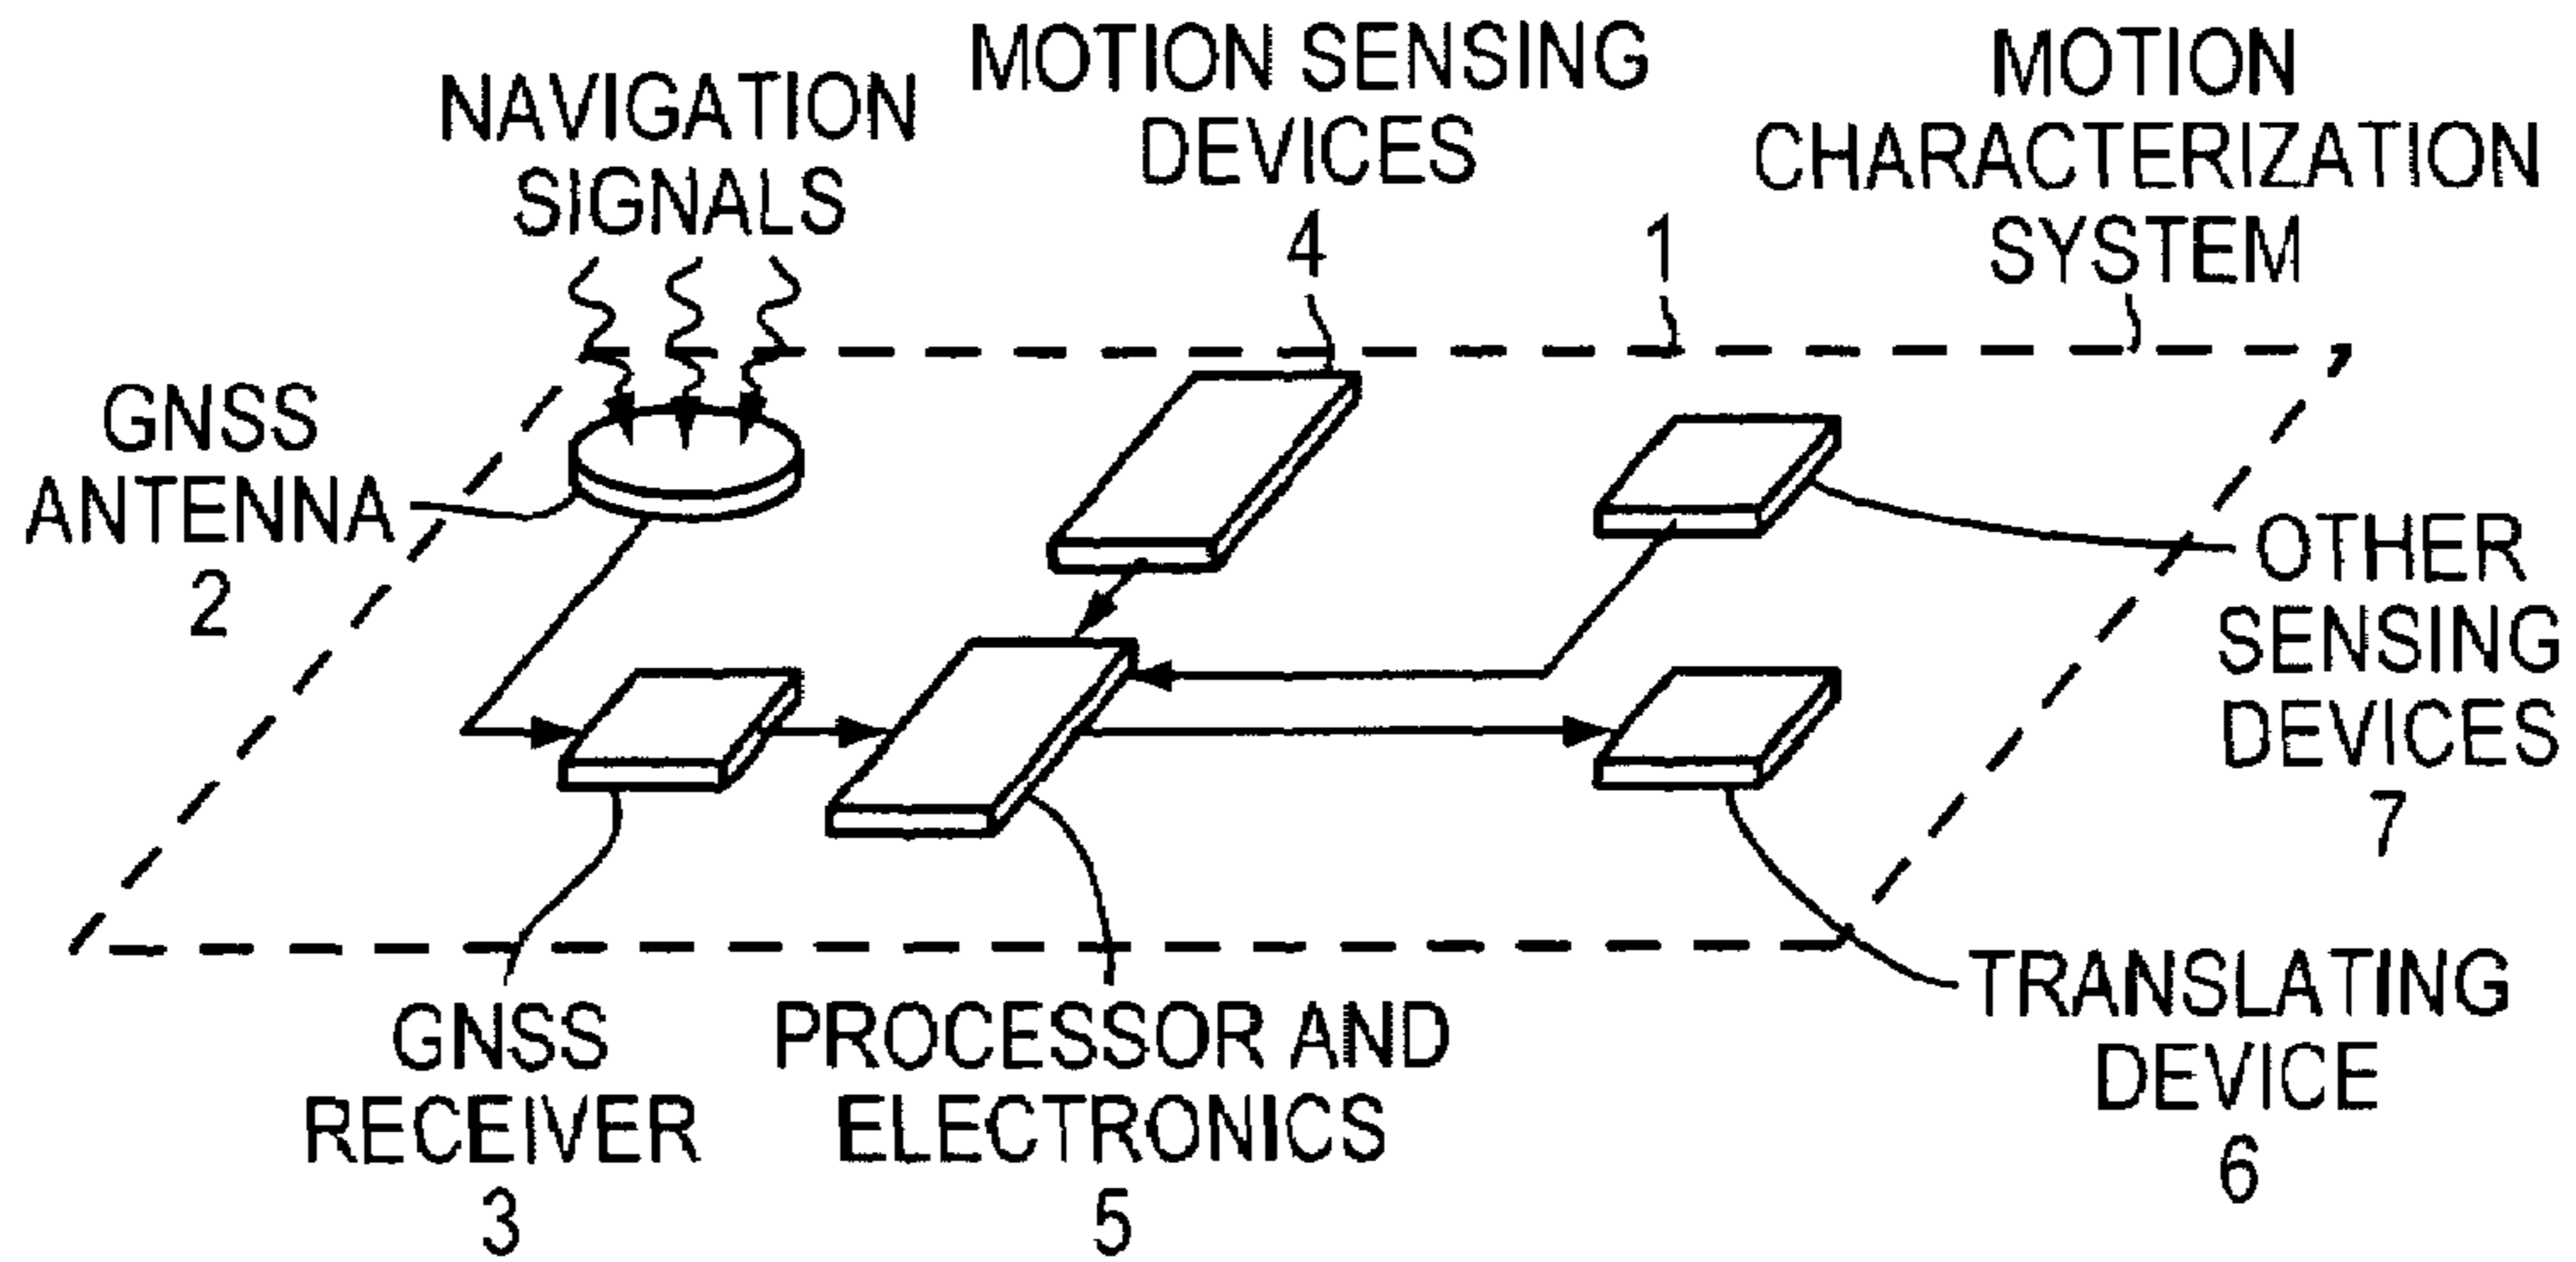 NAVIGATION
SIGNALS
MOTION SENSING
DEVICES
4
1
MOTION
CHARACTERIZATION
SYSTEM
GNSS
ANTENNA
2
OTHER
SENSING
DEVICES
7
GNSS
RECEIVER
3
PROCESSOR AND
ELECTRONICS
5
TRANSLATING
DEVICE
6